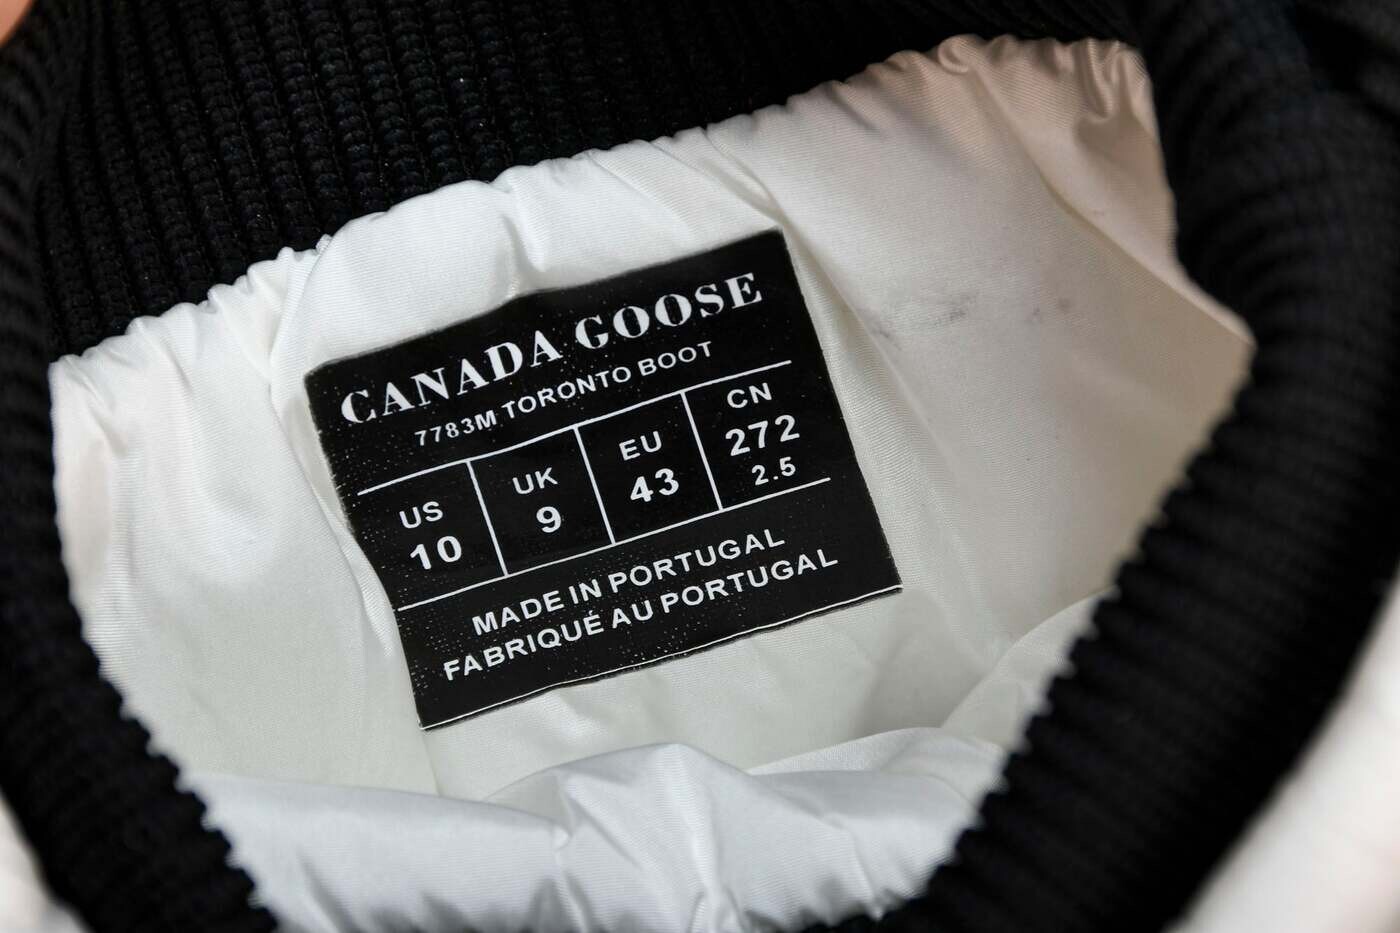 CANADA GOOSE
7783M TORONTO BOOT
US UK EU CN
10 9 43 272
2.5
MADE IN PORTUGAL
FABRIQUÉ AU PORTUGAL